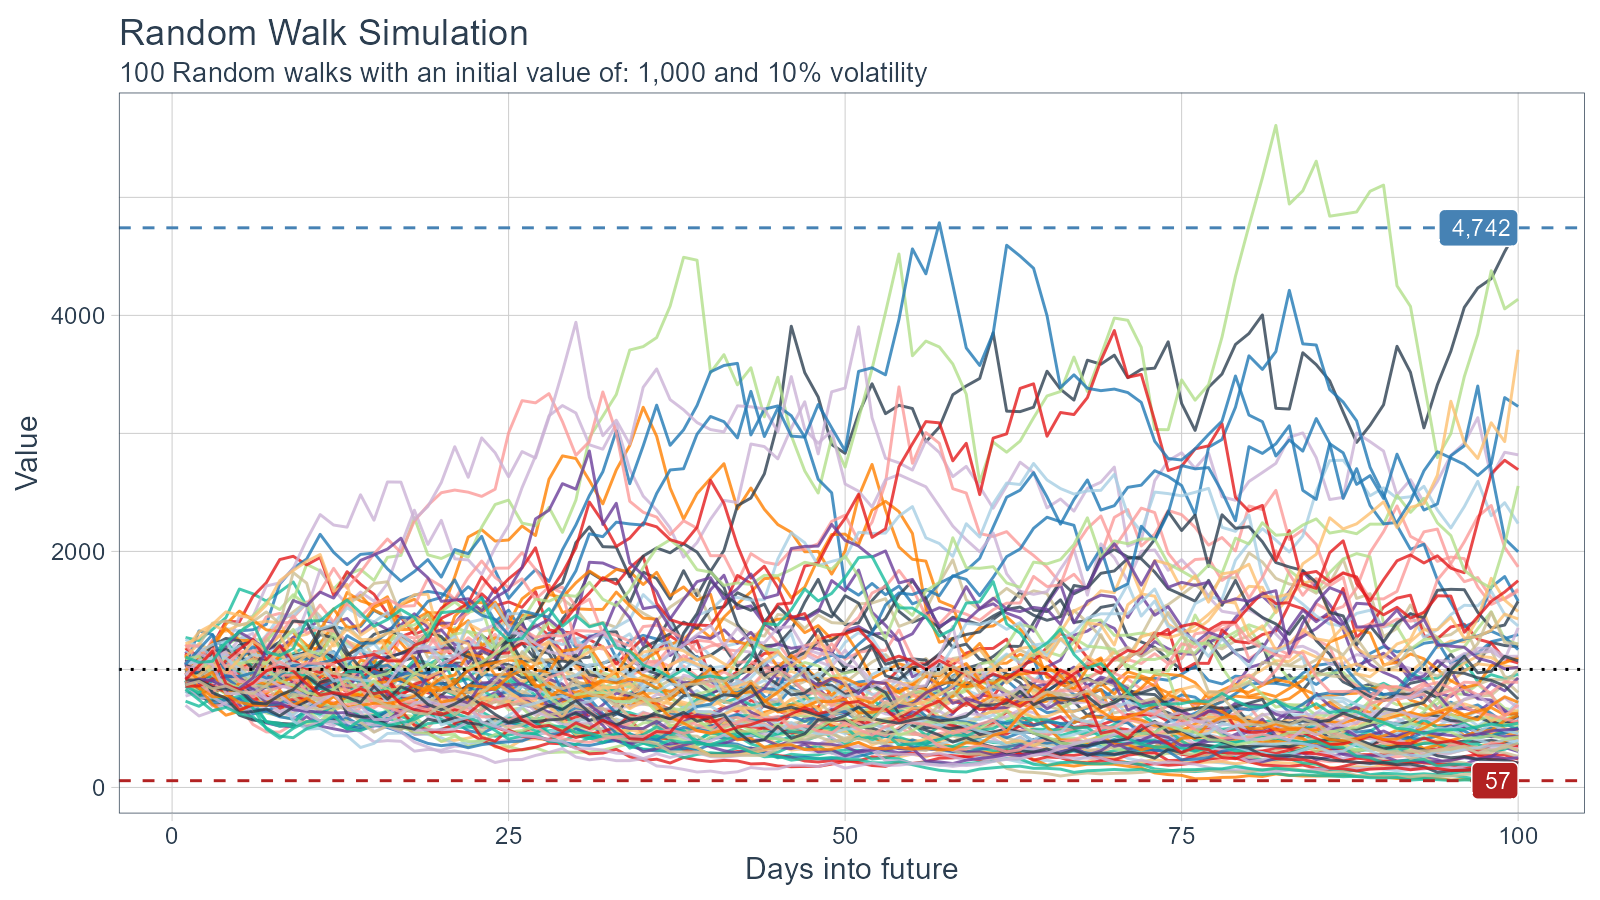 Random Walk Simulation
100 Random walks with an initial value of: 1,000 and 10% volatility
Value
4000
2000
0
4,742
57
0 25 50 75 100
Days into future